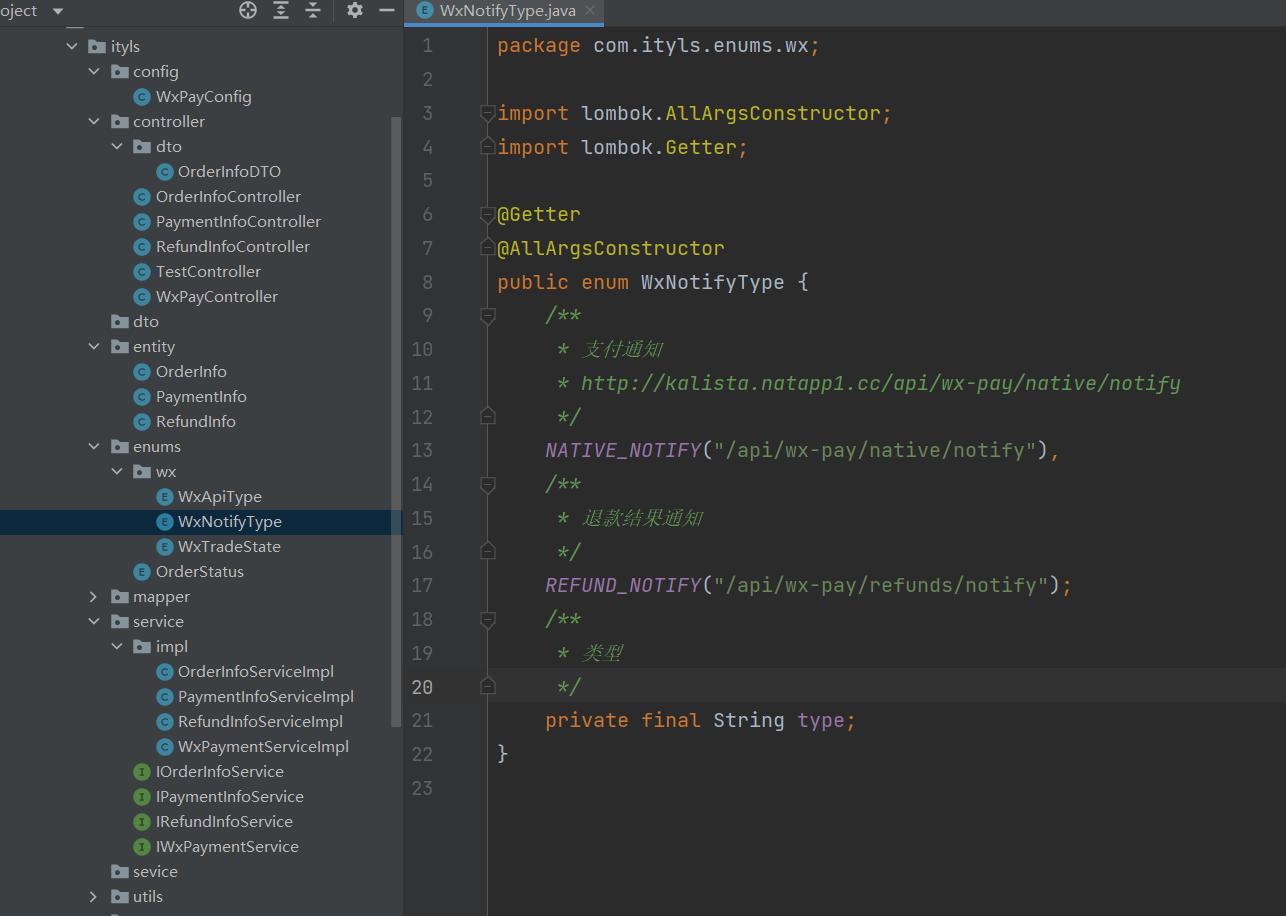 oject
ityls
config
WxPayConfig
controller
dto
OrderInfoDTO
OrderInfoController
PaymentInfoController
RefundInfoController
TestController
WxPayController
dto
entity
OrderInfo
PaymentInfo
RefundInfo
enums
wx
WxApiType
WxNotifyType
WxTradeState
OrderStatus
mapper
service
impl
OrderInfoServiceImpl
PaymentInfoServiceImpl
RefundInfoServiceImpl
WxPaymentServiceImpl
IOrderInfoService
IPaymentInfoService
IRefundInfoService
IWxPaymentService
sevice
utils
WxNotifyType.java
1 package com.ityls.enums.wx;
2
3 import lombok.AllArgsConstructor;
4 import lombok.Getter;
5
6 @Getter
7 @AllArgsConstructor
8 public enum WxNotifyType {
9 /**
10 * 支付通知
11 * http://kalista.natapp1.cc/api/wx-pay/native/notify
12 */
13 NATIVE_NOTIFY("/api/wx-pay/native/notify"),
14 /**
15 * 退款结果通知
16 */
17 REFUND_NOTIFY("/api/wx-pay/refunds/notify");
18 /**
19 * 类型
20 */
21 private final String type;
22 }
23